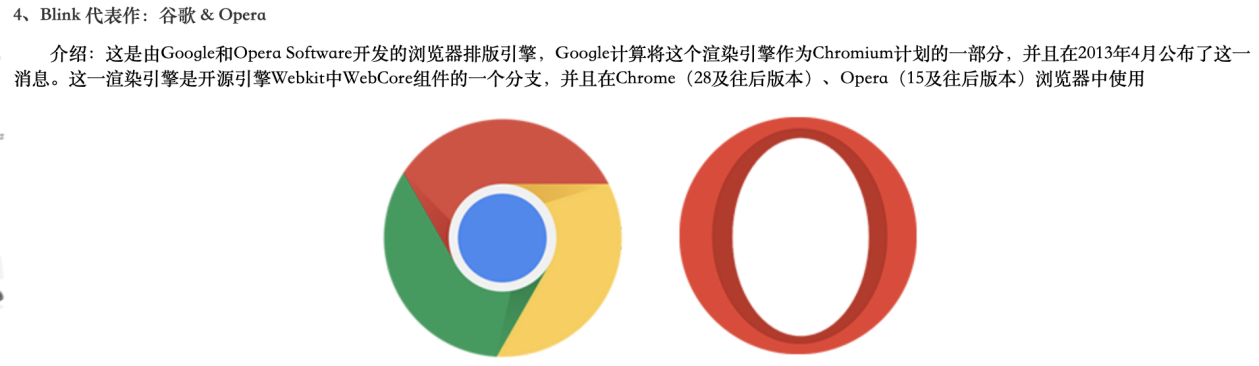 4、Blink 代表作：谷歌 & Opera
介绍：这是由Google和Opera Software开发的浏览器排版引擎，Google计算将这个渲染引擎作为Chromium计划的一部分，并且在2013年4月公布了这一
消息。这一渲染引擎是开源引擎Webkit中WebCore组件的一个分支，并且在Chrome（28及往后版本）、Opera（15及往后版本）浏览器中使用